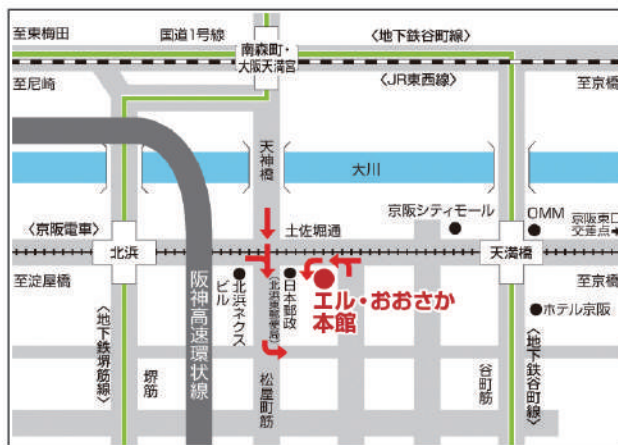 至東梅田
国道1号線
〈地下鉄谷町線〉
南森町・
大阪天満宮
至尼崎
〈JR東西線〉
至京橋
天神橋
大川
京阪シティモール
OMM
京阪東口
交差点
〈京阪電車〉
北浜
土佐堀通
天満橋
至淀屋橋
至京橋
阪神高速環状線
北浜ネクス
ビル
(北浜東郵便局)
日本郵政
エル・おおさか
本館
ホテル京阪
〈地下鉄堺筋線〉
堺筋
松屋町筋
谷町筋
〈地下鉄谷町線〉